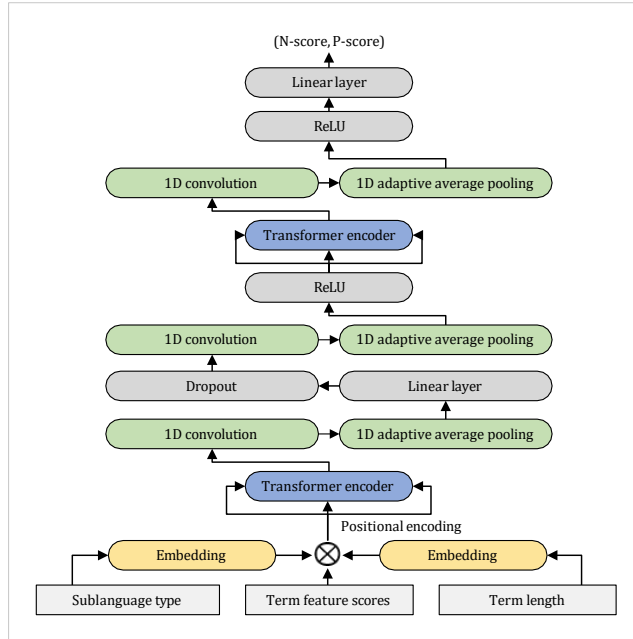 (N-score, P-score)
Linear layer
ReLU
1D convolution
1D adaptive average pooling
Transformer encoder
ReLU
1D convolution
1D adaptive average pooling
Dropout
Linear layer
1D convolution
1D adaptive average pooling
Transformer encoder
Positional encoding
Embedding
Embedding
Sublanguage type
Term feature scores
Term length